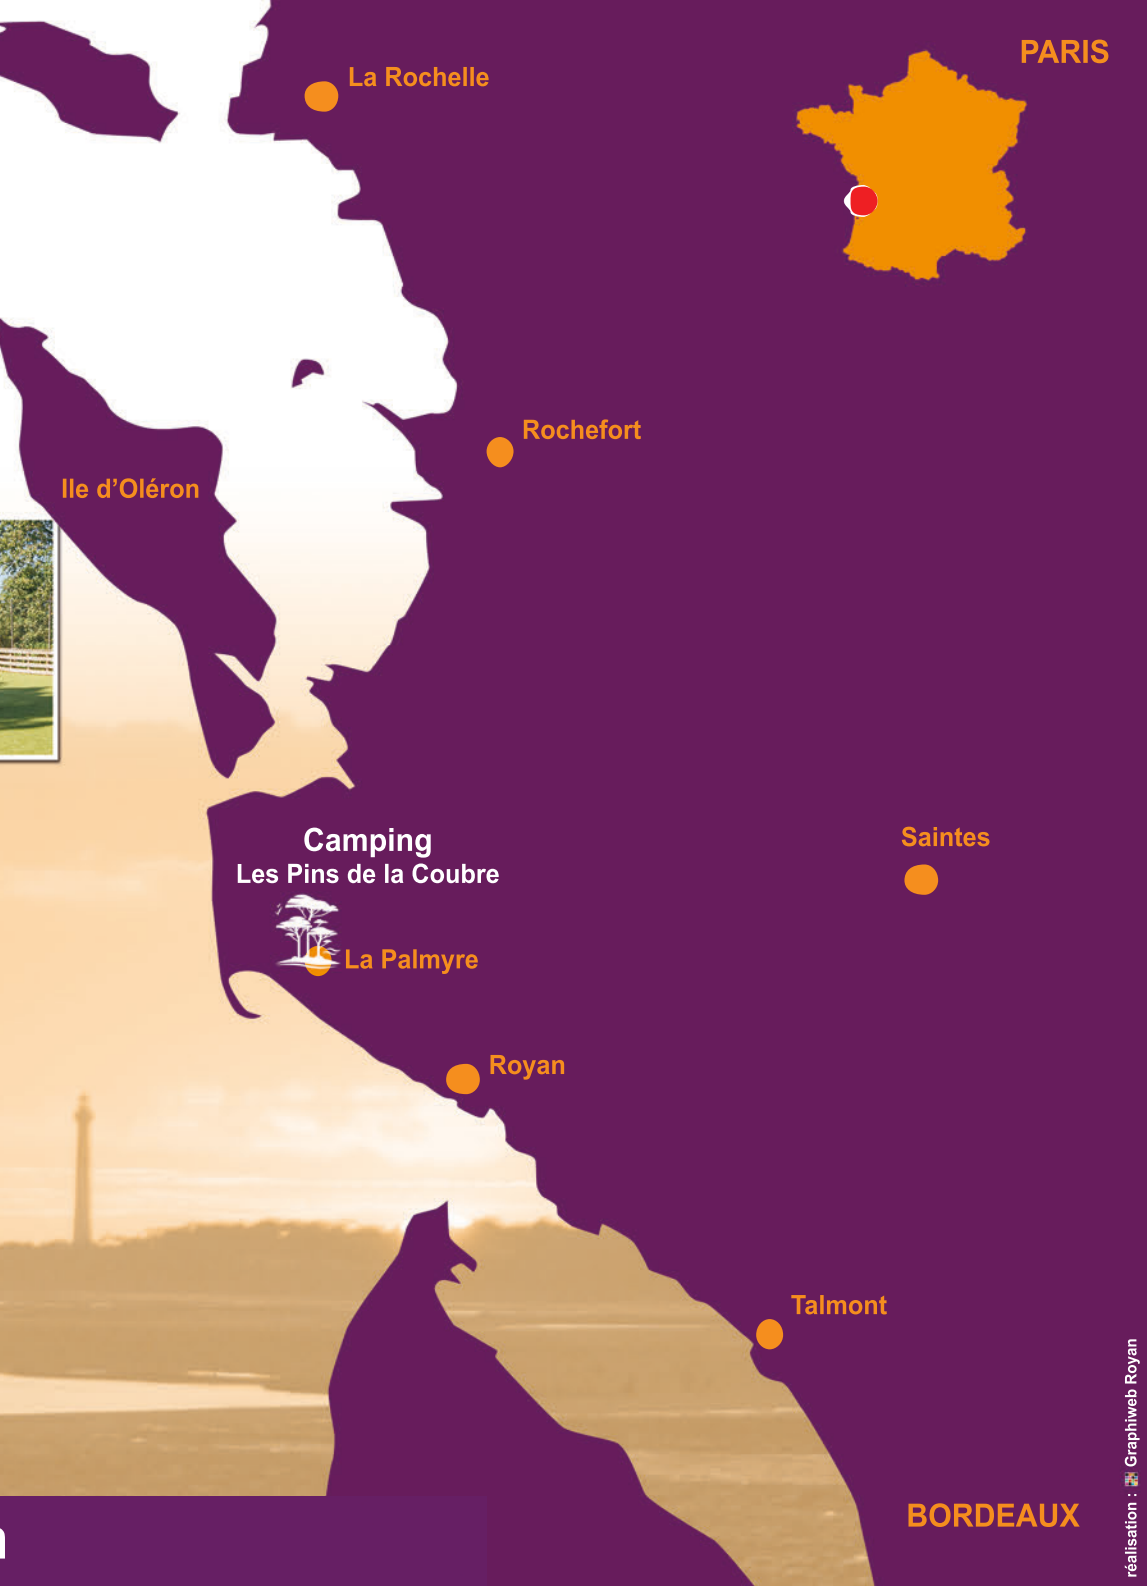 PARIS
La Rochelle
Rochefort
Ile d’Oléron
Camping
Les Pins de la Coubre
Saintes
La Palmyre
Royan
Talmont
BORDEAUX
réalisation : Graphiweb Royan